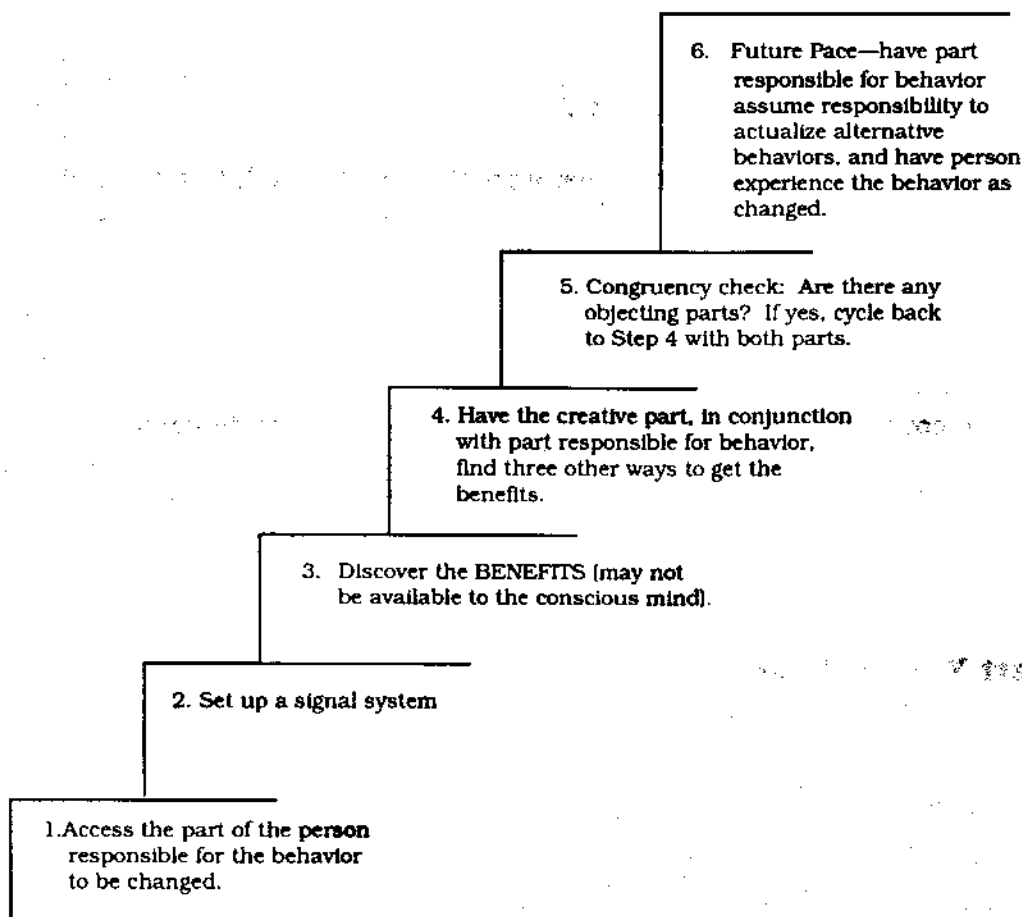 6. Future Pace—have part
responsible for behavior
assume responsibility to
actualize alternative
behaviors, and have person
experience the behavior as
changed.
5. Congruency check: Are there any
objecting parts? If yes, cycle back
to Step 4 with both parts.
4. Have the creative part, in conjunction
with part responsible for behavior,
find three other ways to get the
benefits.
3. Discover the BENEFITS (may not
be available to the conscious mind).
2. Set up a signal system
1.Access the part of the person
responsible for the behavior
to be changed.